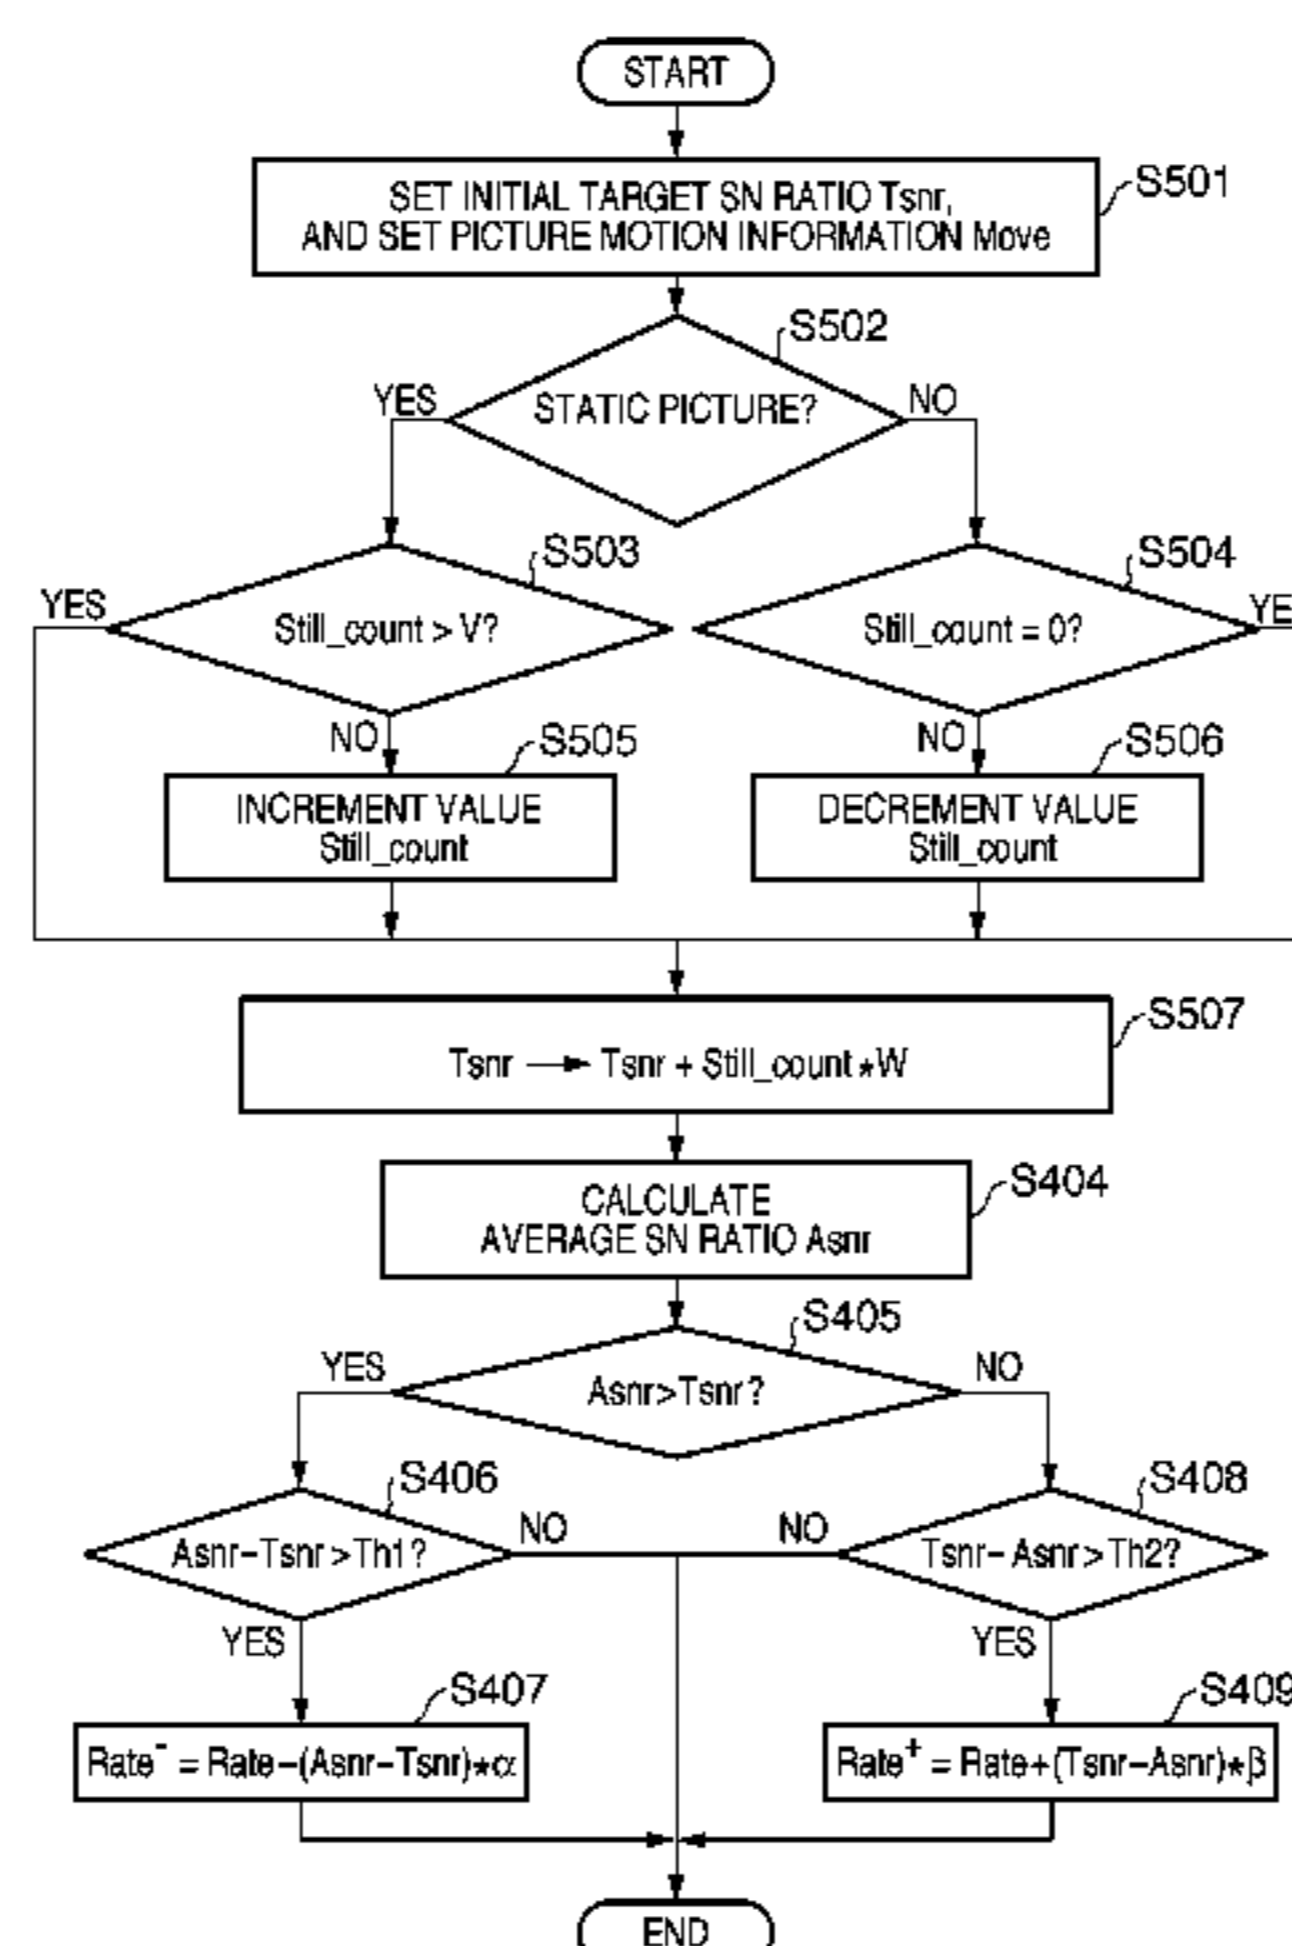 START
SET INITIAL TARGET SN RATIO Tsnr,
AND SET PICTURE MOTION INFORMATION Move
S501
S502
YES
STATIC PICTURE?
NO
S503
S504
YES
Still_count > V?
Still_count = 0?
YE
NO
S505
NO
S506
INCREMENT VALUE
Still_count
DECREMENT VALUE
Still_count
S507
Tsnr → Tsnr + Still_count *W
S404
CALCULATE
AVERAGE SN RATIO Asnr
S405
YES
Asnr>Tsnr?
NO
S406
S408
Asnr−Tsnr>Th1?
NO
NO
Tsnr−Asnr>Th2?
YES
YES
S407
S409
Rate⁻ = Rate−(Asnr−Tsnr)*α
Rate⁺ = Rate+(Tsnr−Asnr)*β
END